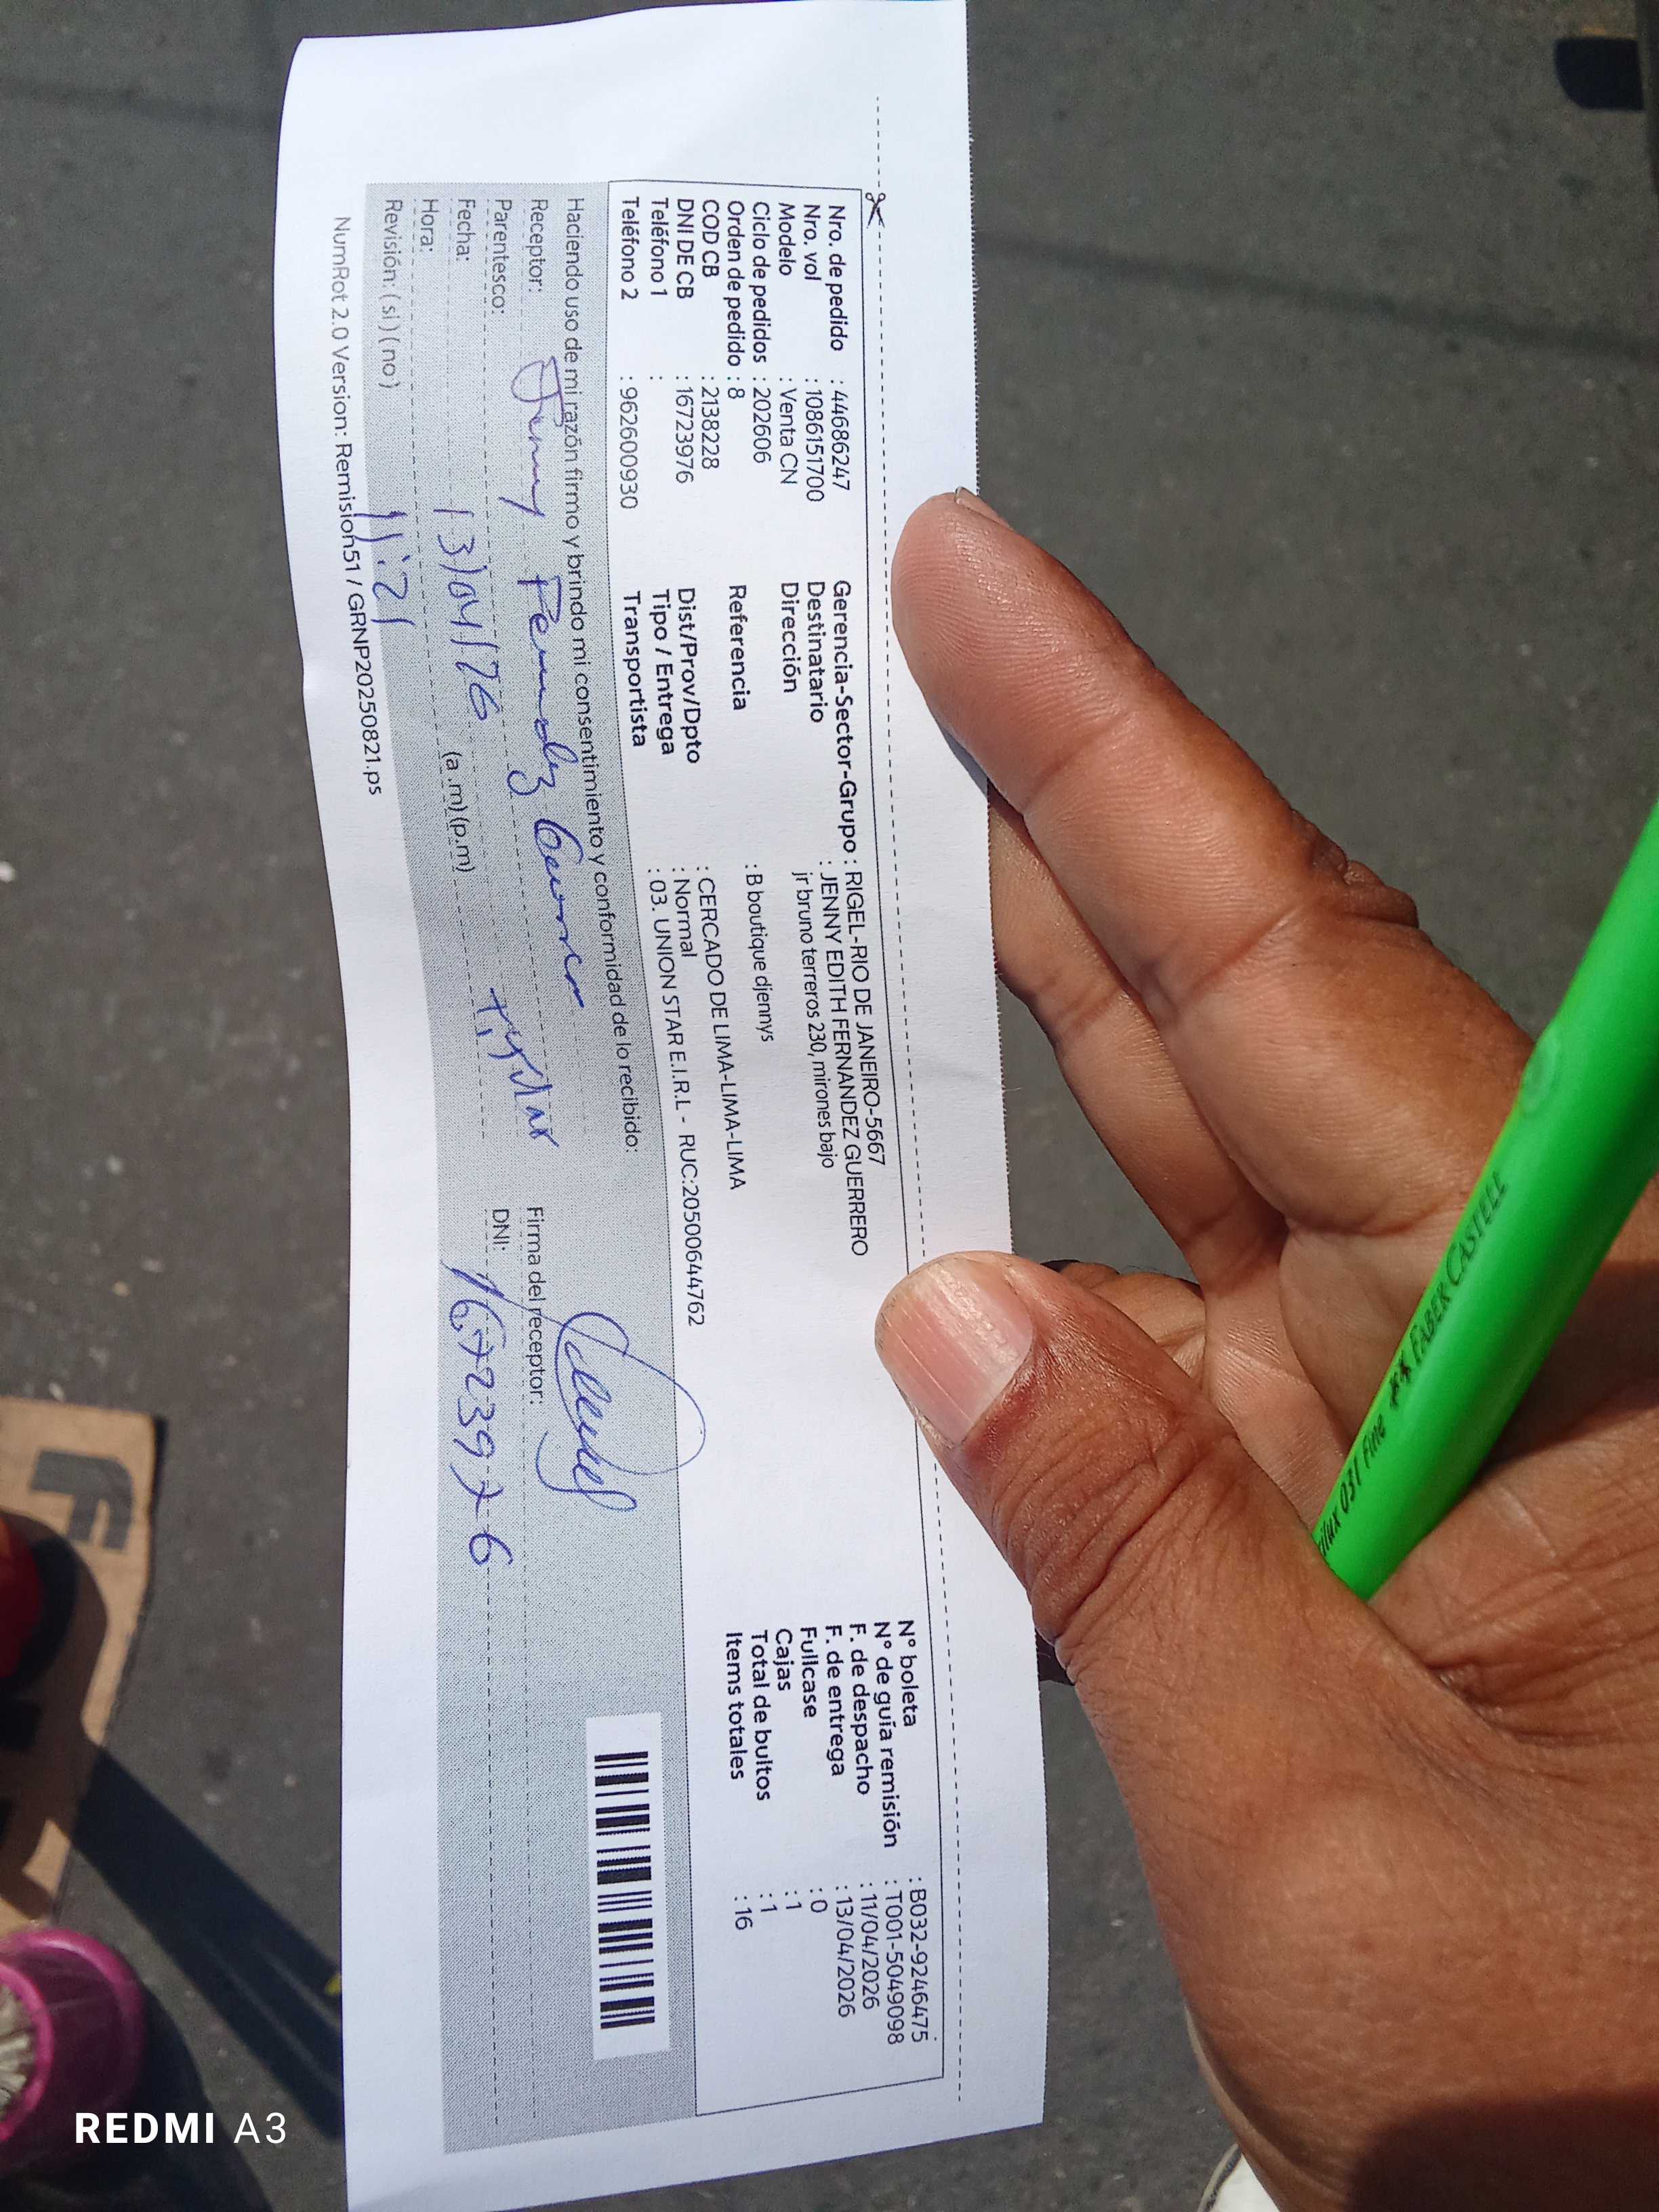 Nro. de pedido : 44686247
Nro. vol : 1086151700
Modelo : Venta CN
Ciclo de pedidos : 202606
Orden de pedido : 8
COD CB : 2138228
DNI DE CB : 16723976
Teléfono 1 :
Teléfono 2 : 962600930
Gerencia-Sector-Grupo : RIGEL-RIO DE JANEIRO-5667
Destinatario : JENNY EDITH FERNANDEZ GUERRERO
Dirección jr bruno terreros 230, mirones bajo
Referencia : B boutique djennys
Dist/Prov/Dpto : CERCADO DE LIMA-LIMA-LIMA
Tipo / Entrega : Normal
Transportista : 03. UNION STAR E.I.R.L - RUC:20500644762
N° boleta : B032-9246475
N° de guía remisión : T001-5049098
F. de despacho : 11/04/2026
F. de entrega : 13/04/2026
Fullcase : 0
Cajas : 1
Total de bultos : 1
Items totales : 16
Haciendo uso de mi razón firmo y brindo mi consentimiento y conformidad de lo recibido:
Receptor: Jenny Fernandez Guerrero
Parentesco: Titular
Fecha: 13/04/26
Hora: 11:21 (a.m) (p.m)
Revisión: (si) (no)
Firma del receptor:
DNI: 16723976
NumRot 2.0 Version: Remision51 / GRNP20250821.ps
FABER CASTELL
031 Fine
REDMI A3